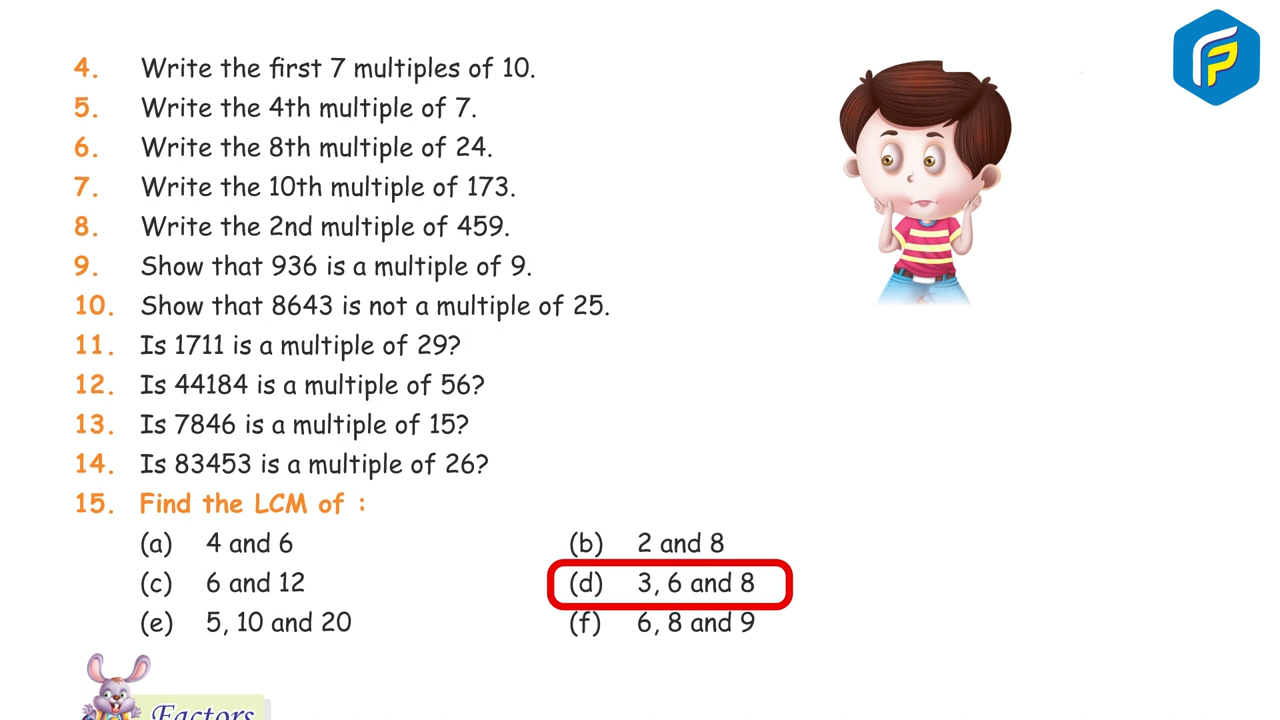 4. Write the first 7 multiples of 10.
5. Write the 4th multiple of 7.
6. Write the 8th multiple of 24.
7. Write the 10th multiple of 173.
8. Write the 2nd multiple of 459.
9. Show that 936 is a multiple of 9.
10. Show that 8643 is not a multiple of 25.
11. Is 1711 is a multiple of 29?
12. Is 44184 is a multiple of 56?
13. Is 7846 is a multiple of 15?
14. Is 83453 is a multiple of 26?
15. Find the LCM of :
(a) 4 and 6 (b) 2 and 8
(c) 6 and 12 (d) 3, 6 and 8
(e) 5, 10 and 20 (f) 6, 8 and 9
Factors